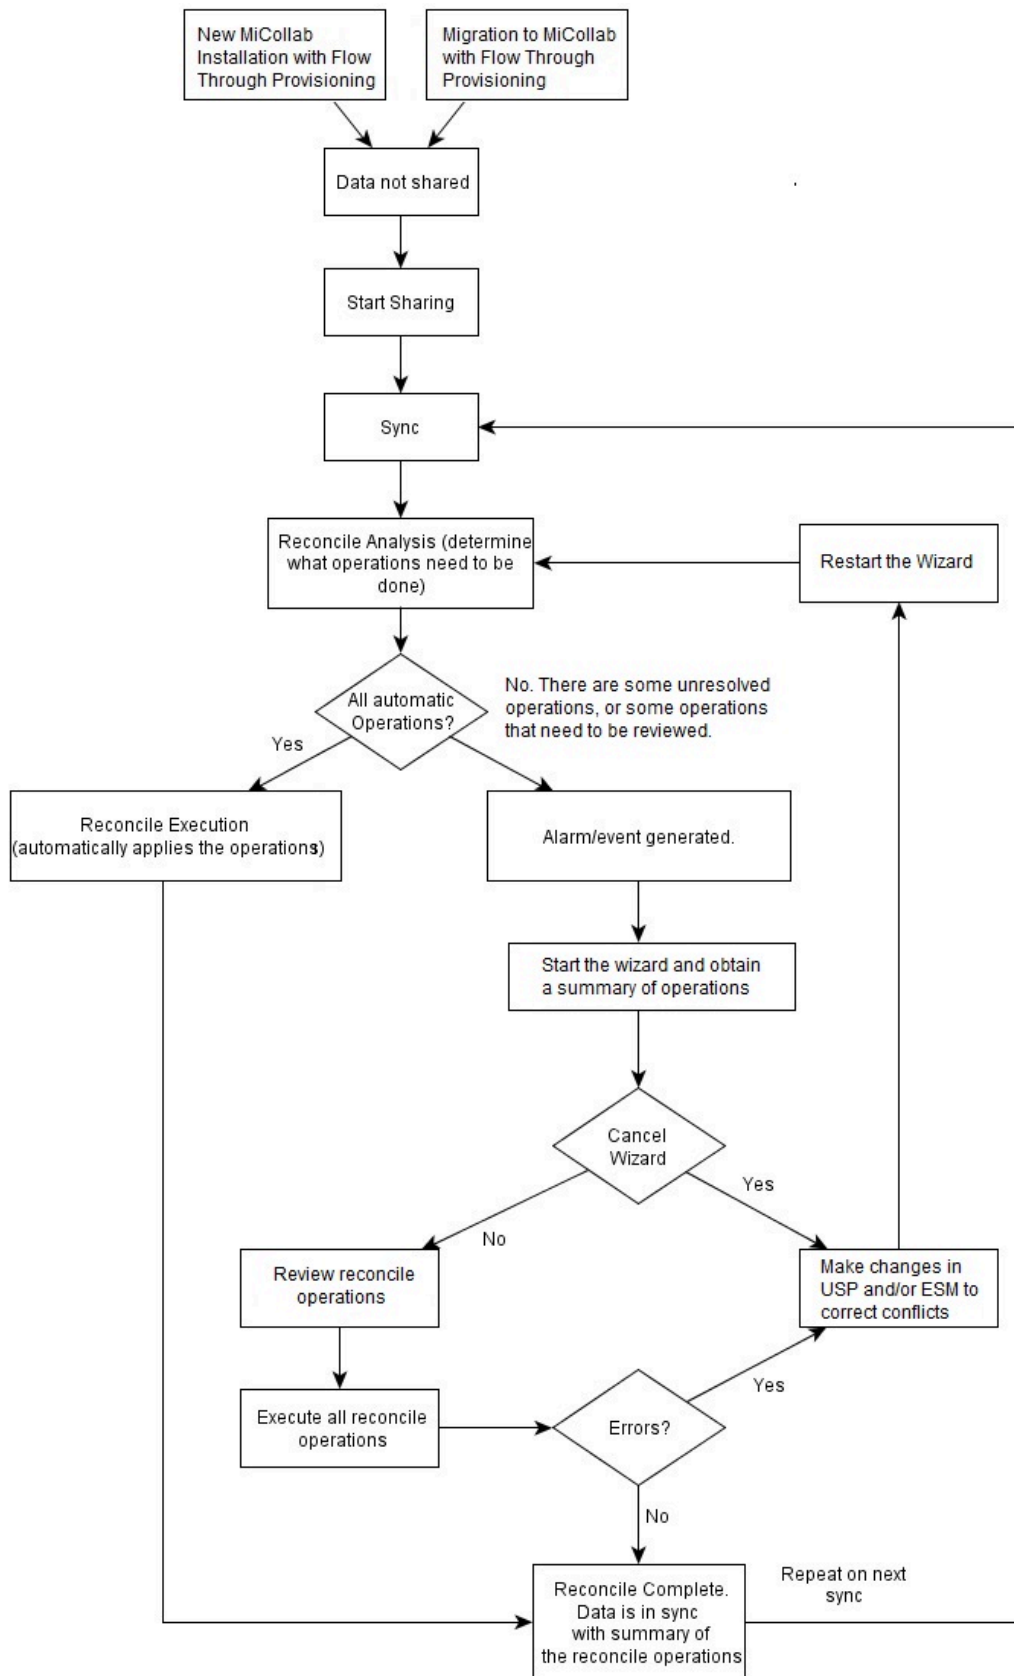 New MiCollab
Installation with Flow
Through Provisioning
Migration to MiCollab
with Flow Through
Provisioning
Data not shared
Start Sharing
Sync
Reconcile Analysis (determine
what operations need to be
done)
Restart the Wizard
All automatic
Operations?
No. There are some unresolved
operations, or some operations
that need to be reviewed.
Yes
Reconcile Execution
(automatically applies the operations)
Alarm/event generated.
Start the wizard and obtain
a summary of operations
Cancel
Wizard
Yes
No
Review reconcile
operations
Make changes in
USP and/or ESM to
correct conflicts
Execute all reconcile
operations
Errors?
Yes
No
Reconcile Complete.
Data is in sync
with summary of
the reconcile operations
Repeat on next
sync